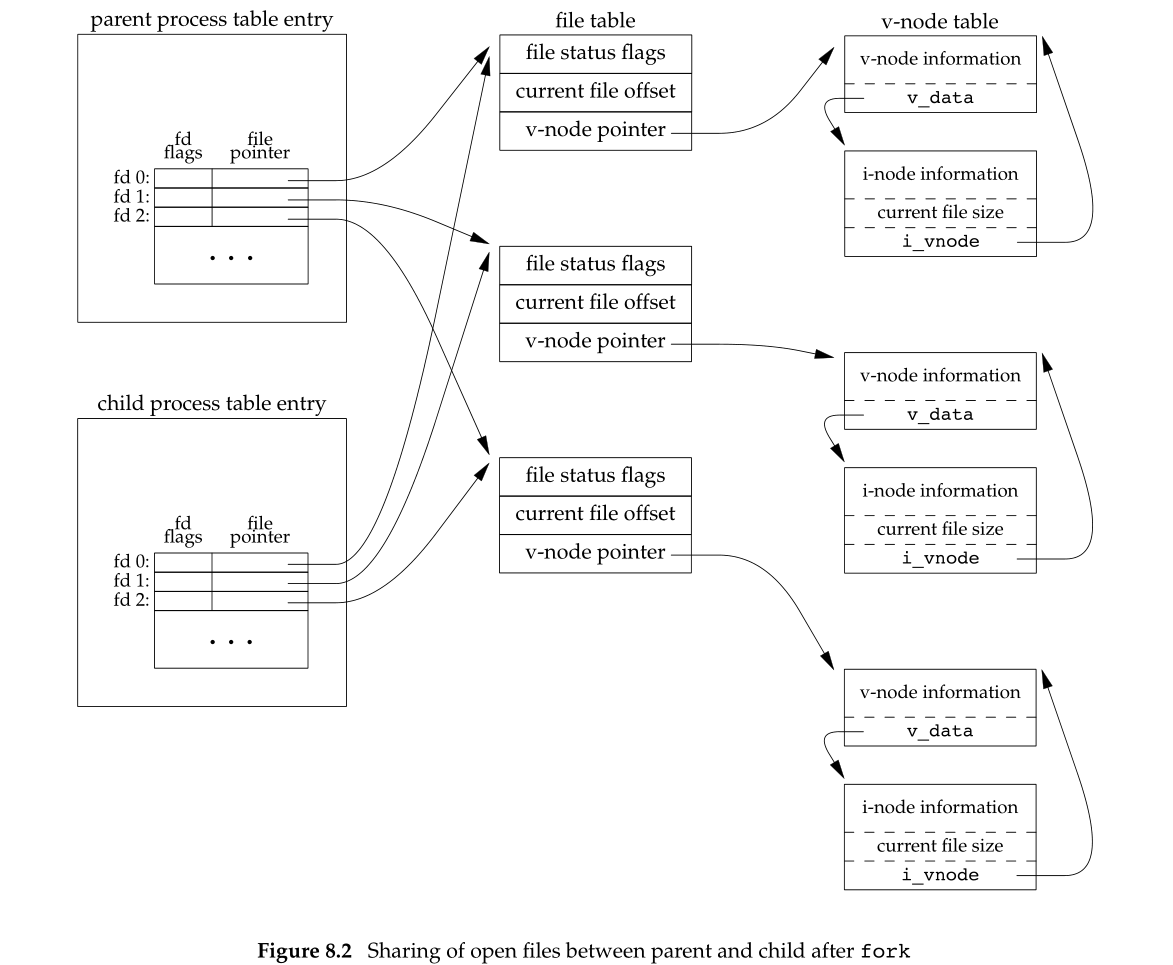 parent process table entry
fd
flags
file
pointer
fd 0:
fd 1:
fd 2:
. . .
child process table entry
fd
flags
file
pointer
fd 0:
fd 1:
fd 2:
. . .
file table
file status flags
current file offset
v-node pointer
file status flags
current file offset
v-node pointer
file status flags
current file offset
v-node pointer
v-node table
v-node information
v_data
i-node information
current file size
i_vnode
v-node information
v_data
i-node information
current file size
i_vnode
v-node information
v_data
i-node information
current file size
i_vnode
Figure 8.2 Sharing of open files between parent and child after fork